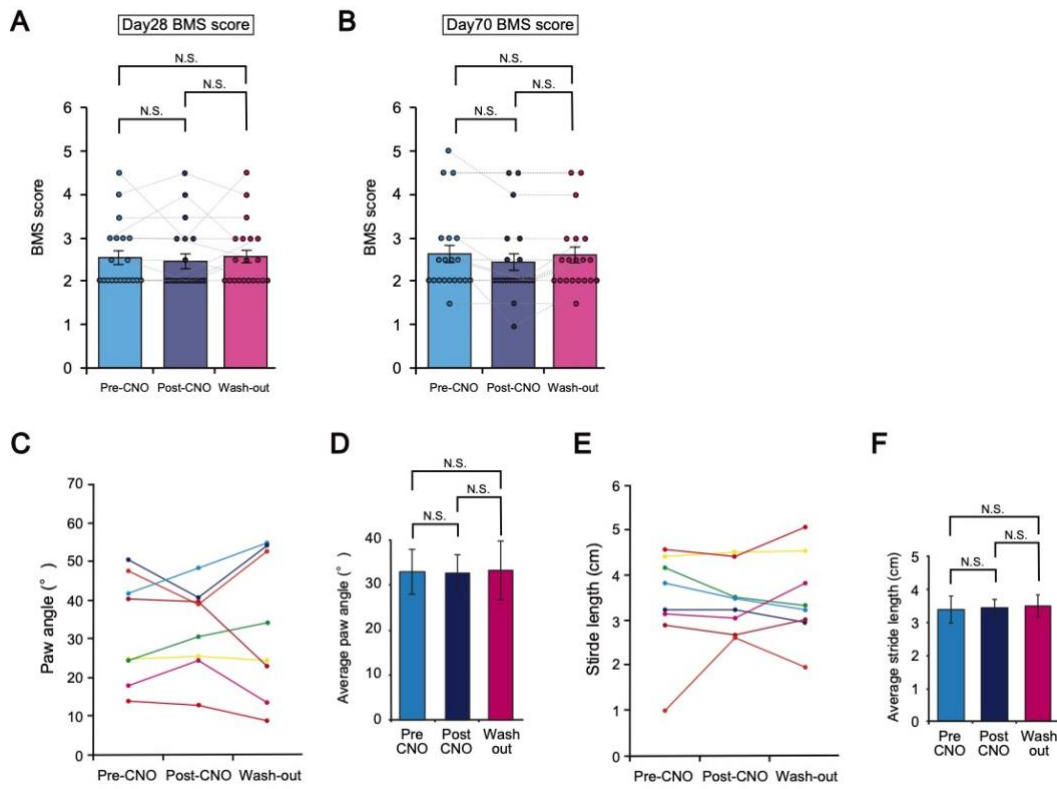 A
Day28 BMS score
N.S.
N.S.
N.S.
BMS score
6
5
4
3
2
1
0
Pre-CNO Post-CNO Wash-out
B
Day70 BMS score
N.S.
N.S.
N.S.
BMS score
6
5
4
3
2
1
0
Pre-CNO Post-CNO Wash-out
C
Paw angle (°)
70
60
50
40
30
20
10
0
Pre-CNO Post-CNO Wash-out
D
N.S.
N.S.
N.S.
Average paw angle (°)
40
30
20
10
0
Pre Post Wash
CNO CNO out
E
Stirde length (cm)
6
5
4
3
2
1
0
Pre-CNO Post-CNO Wash-out
F
N.S.
N.S.
N.S.
Average stride length (cm)
5
4
3
2
1
0
Pre Post Wash
CNO CNO out